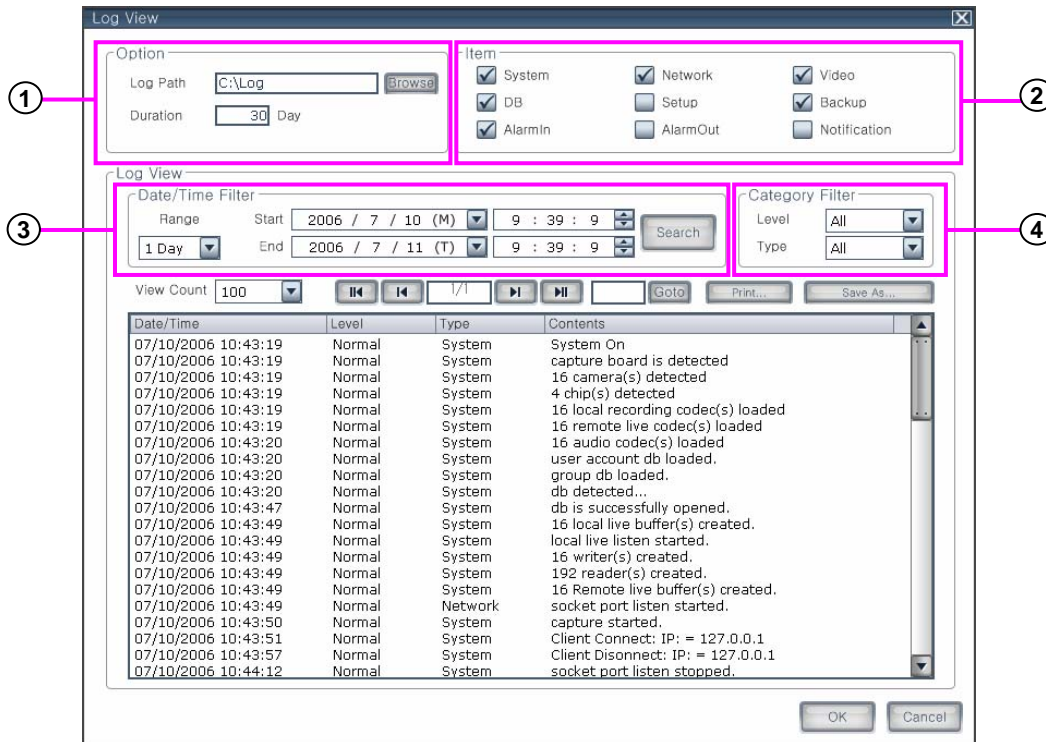 Log View
Option
Log Path C:\Log Browse
Duration 30 Day
Item
System Network Video
DB Setup Backup
AlarmIn AlarmOut Notification
1
2
Log View
Date/Time Filter
Range Start 2006 / 7 / 10 (M) 9 : 39 : 9
1 Day End 2006 / 7 / 11 (T) 9 : 39 : 9
Search
Category Filter
Level All
Type All
3
4
View Count 100 1/1 Goto Print... Save As...
Date/Time Level Type Contents
07/10/2006 10:43:19 Normal System System On
07/10/2006 10:43:19 Normal System capture board is detected
07/10/2006 10:43:19 Normal System 16 camera(s) detected
07/10/2006 10:43:19 Normal System 4 chip(s) detected
07/10/2006 10:43:19 Normal System 16 local recording codec(s) loaded
07/10/2006 10:43:19 Normal System 16 remote live codec(s) loaded
07/10/2006 10:43:20 Normal System 16 audio codec(s) loaded
07/10/2006 10:43:20 Normal System user account db loaded.
07/10/2006 10:43:20 Normal System group db loaded.
07/10/2006 10:43:20 Normal System db detected...
07/10/2006 10:43:47 Normal System db is successfully opened.
07/10/2006 10:43:49 Normal System 16 local live buffer(s) created.
07/10/2006 10:43:49 Normal System local live listen started.
07/10/2006 10:43:49 Normal System 16 writer(s) created.
07/10/2006 10:43:49 Normal System 192 reader(s) created.
07/10/2006 10:43:49 Normal System 16 Remote live buffer(s) created.
07/10/2006 10:43:49 Normal Network socket port listen started.
07/10/2006 10:43:50 Normal System capture started.
07/10/2006 10:43:51 Normal System Client Connect: IP: = 127.0.0.1
07/10/2006 10:43:57 Normal System Client Disonnect: IP: = 127.0.0.1
07/10/2006 10:44:12 Normal System socket port listen stopped.
OK Cancel